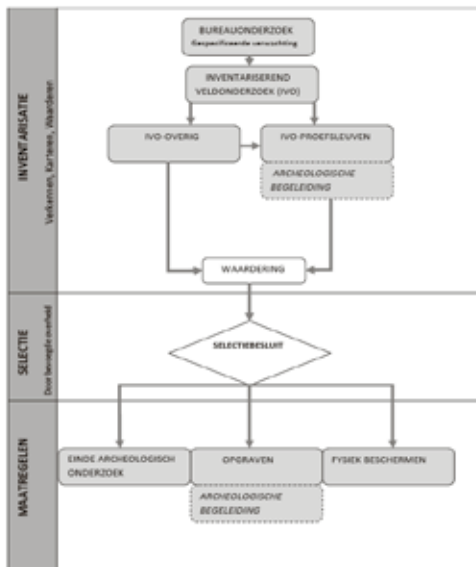 INVENTARISATIE
Verkennen, Karteren, Waarderen
BUREAUONDERZOEK
Gespecificeerde verwachting
INVENTARISEREND
VELDONDERZOEK (IVO)
IVO-OVERIG
IVO-PROEFSLEUVEN
ARCHEOLOGISCHE
BEGELEIDING
WAARDERING
SELECTIE
Door bevoegde overheid
SELECTIEBESLUIT
MAATREGELEN
EINDE ARCHEOLOGISCH
ONDERZOEK
OPGRAVEN
FYSIEK BESCHERMEN
ARCHEOLOGISCHE
BEGELEIDING